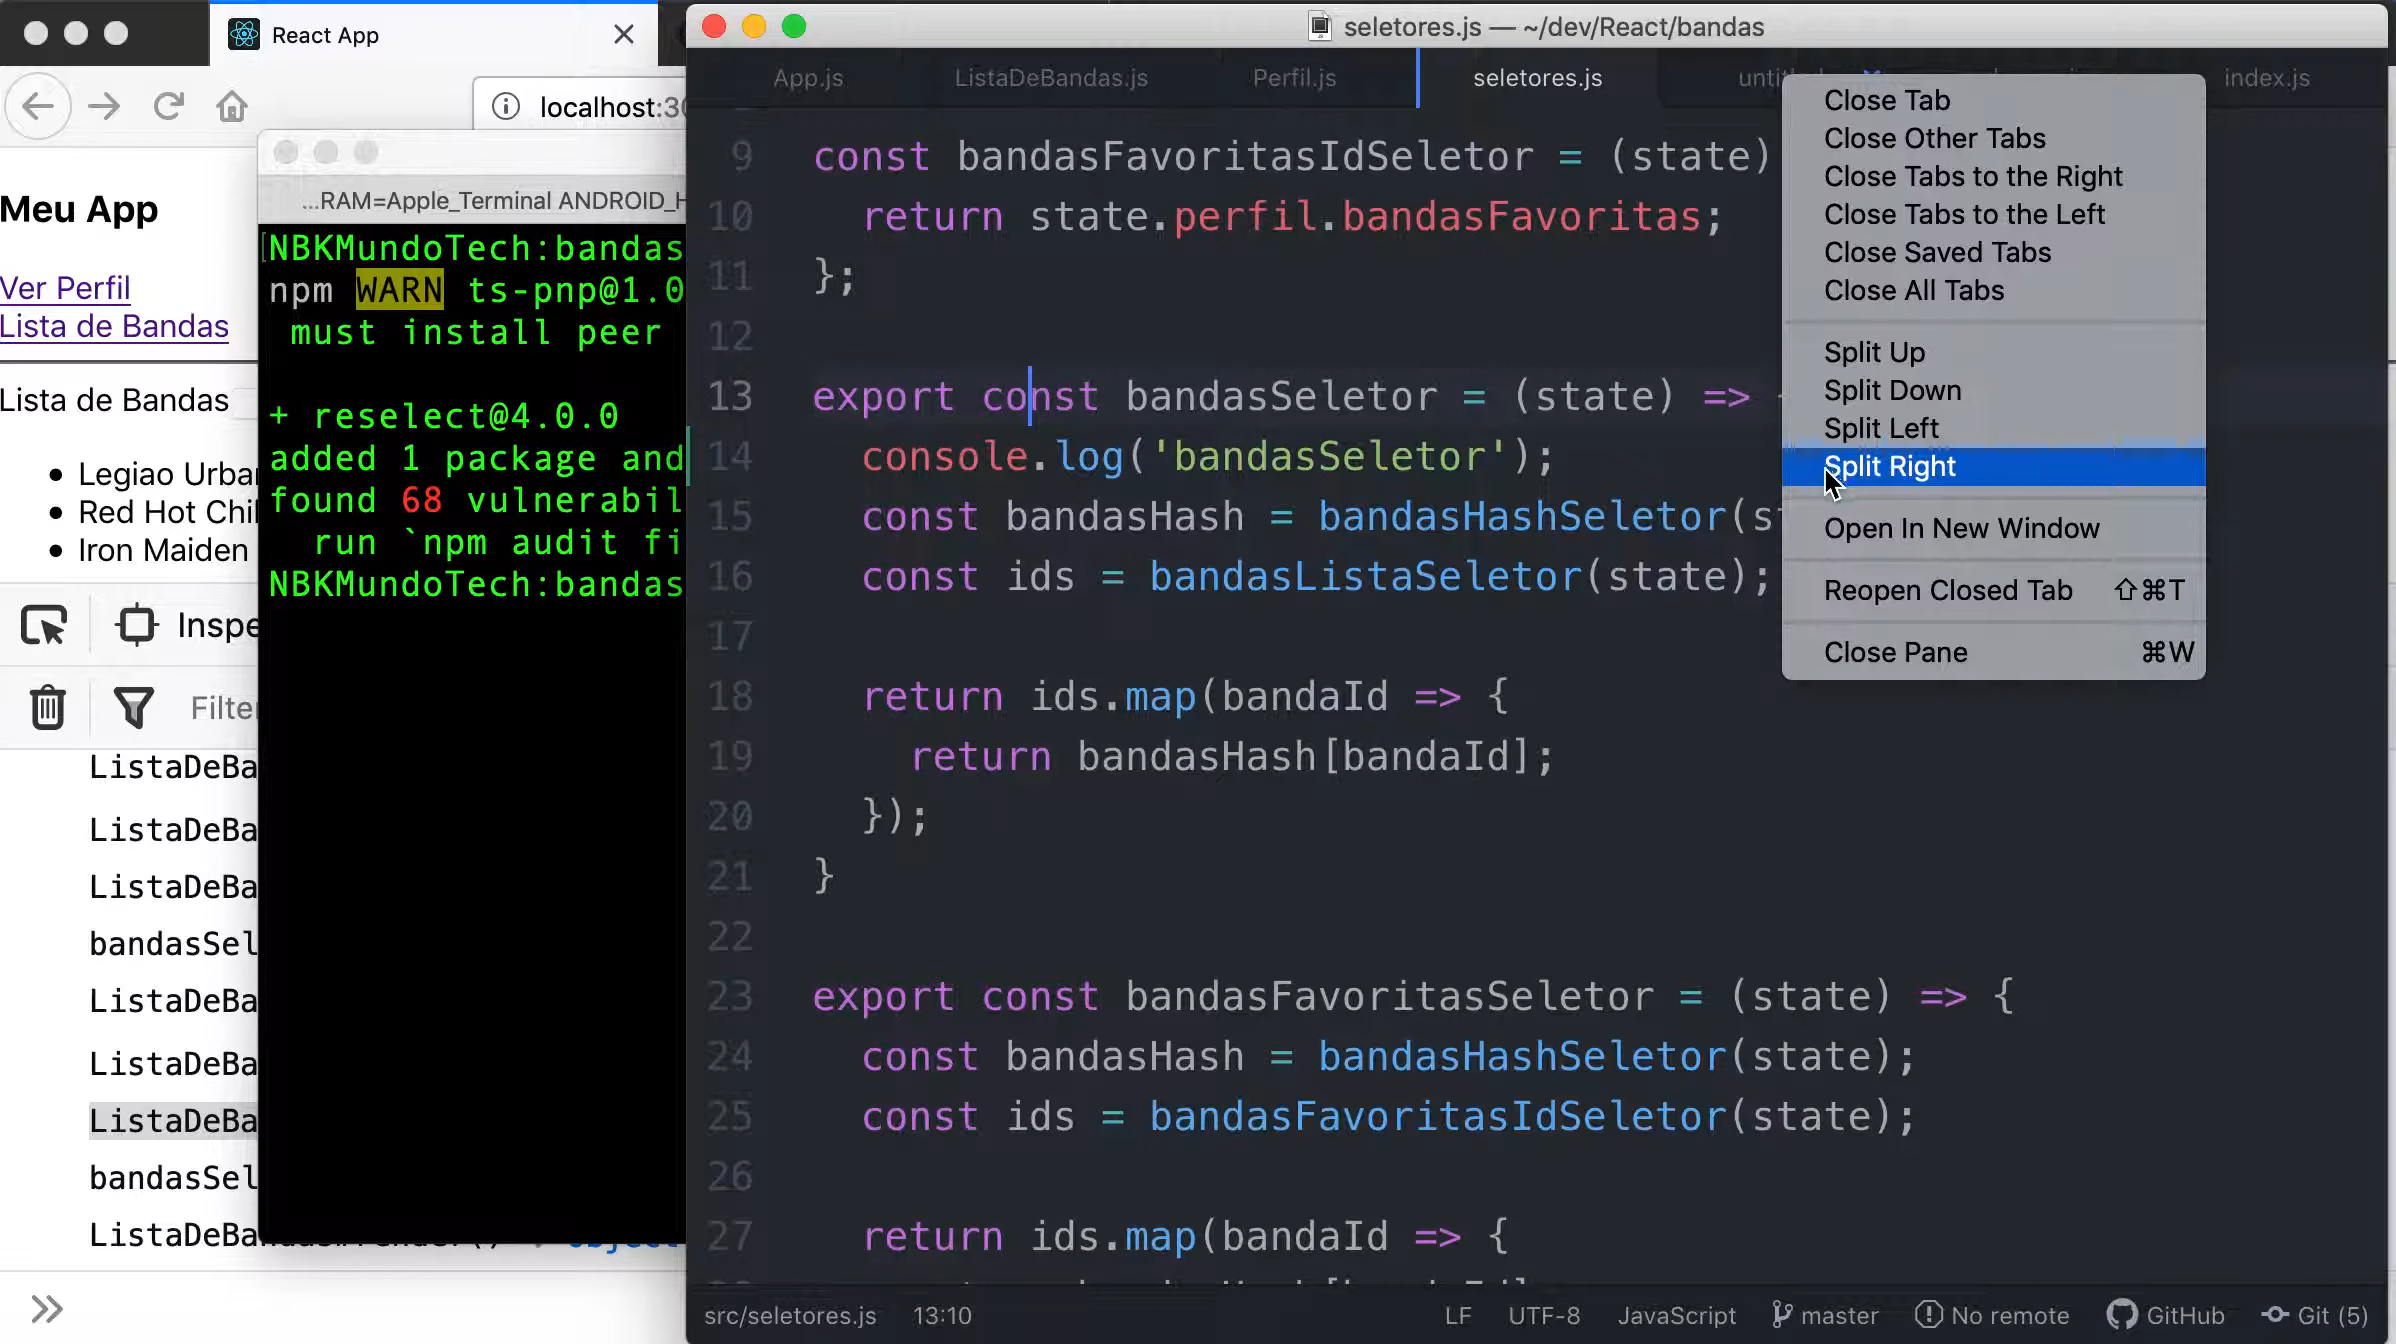 React App
localhost:30
Meu App
Ver Perfil
Lista de Bandas
Lista de Bandas
Legiao Urba
Red Hot Chil
Iron Maiden
Inspe
Filte
ListaDeBa
ListaDeBa
ListaDeBa
bandasSel
ListaDeBa
ListaDeBa
ListaDeBa
bandasSel
...RAM=Apple_Terminal ANDROID_H
[NBKMundoTech:bandas
npm WARN ts-pnp@1.0
must install peer
+ reselect@4.0.0
added 1 package and
found 68 vulnerabil
run `npm audit fi
NBKMundoTech:bandas
seletores.js — ~/dev/React/bandas
App.js
ListaDeBandas.js
Perfil.js
seletores.js
index.js
9 const bandasFavoritasIdSeletor = (state)
10 return state.perfil.bandasFavoritas;
11 };
12
13 export const bandasSeletor = (state) =>
14 console.log('bandasSeletor');
15 const bandasHash = bandasHashSeletor(s
16 const ids = bandasListaSeletor(state);
17
18 return ids.map(bandaId => {
19 return bandasHash[bandaId];
20 });
21 }
22
23 export const bandasFavoritasSeletor = (state) => {
24 const bandasHash = bandasHashSeletor(state);
25 const ids = bandasFavoritasIdSeletor(state);
26
27 return ids.map(bandaId => {
Close Tab
Close Other Tabs
Close Tabs to the Right
Close Tabs to the Left
Close Saved Tabs
Close All Tabs
Split Up
Split Down
Split Left
Split Right
Open In New Window
Reopen Closed Tab ⇧⌘T
Close Pane ⌘W
src/seletores.js 13:10
LF UTF-8 JavaScript master No remote GitHub Git (5)